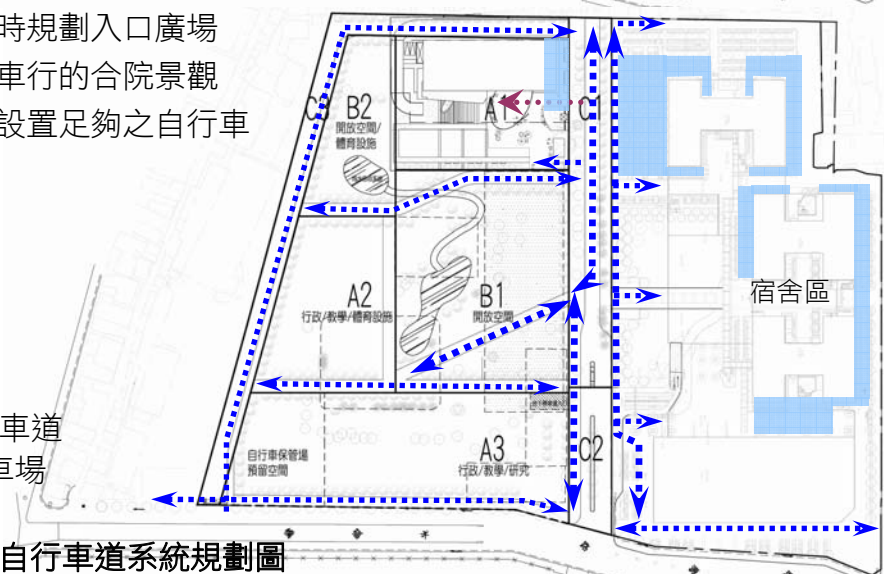 時規劃入口廣場
車行的合院景觀
設置足夠之自行車
C3
B2
開放空間/
體育設施
A1
C1
A2
行政/教學/體育設施
B1
開放空間
宿舍區
車道
車場
自行車保管場
預留空間
A3
行政/教學/研究
C2
自行車道系統規劃圖